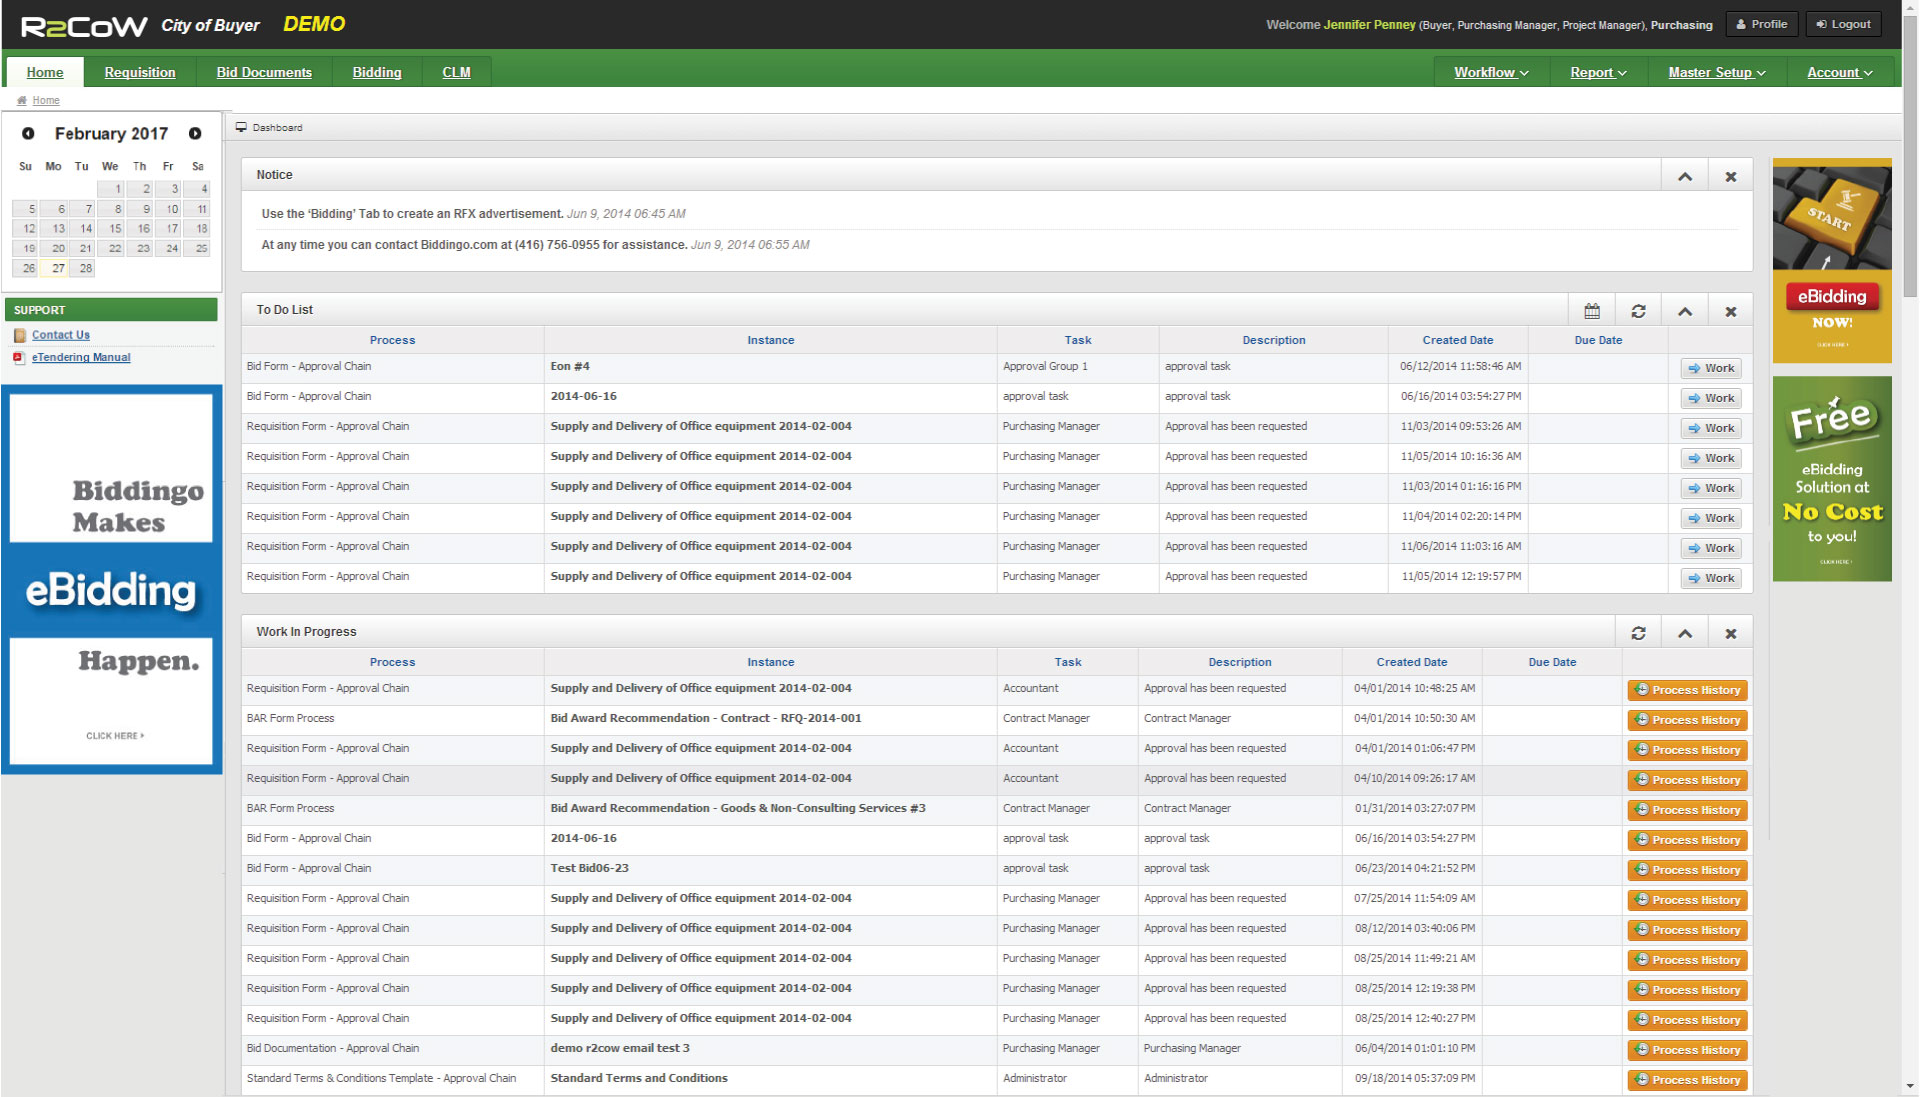 R2CoW City of Buyer DEMO
Welcome Jennifer Penney (Buyer, Purchasing Manager, Project Manager), Purchasing Profile Logout
Home Requisition Bid Documents Bidding CLM Workflow Report Master Setup Account
Home
February 2017
Su Mo Tu We Th Fr Sa
1 2 3 4
5 6 7 8 9 10 11
12 13 14 15 16 17 18
19 20 21 22 23 24 25
26 27 28
SUPPORT
Contact Us
eTendering Manual
Biddingo
Makes
eBidding
Happen.
CLICK HERE
Dashboard
Notice
Use the ‘Bidding’ Tab to create an RFX advertisement. Jun 9, 2014 06:45 AM
At any time you can contact Biddingo.com at (416) 756-0955 for assistance. Jun 9, 2014 06:55 AM
To Do List
Process Instance Task Description Created Date Due Date
Bid Form - Approval Chain Eon #4 Approval Group 1 approval task 06/12/2014 11:58:46 AM Work
Bid Form - Approval Chain 2014-06-16 approval task approval task 06/16/2014 03:54:27 PM Work
Requisition Form - Approval Chain Supply and Delivery of Office equipment 2014-02-004 Purchasing Manager Approval has been requested 11/03/2014 09:53:26 AM Work
Requisition Form - Approval Chain Supply and Delivery of Office equipment 2014-02-004 Purchasing Manager Approval has been requested 11/05/2014 10:16:36 AM Work
Requisition Form - Approval Chain Supply and Delivery of Office equipment 2014-02-004 Purchasing Manager Approval has been requested 11/03/2014 01:16:16 PM Work
Requisition Form - Approval Chain Supply and Delivery of Office equipment 2014-02-004 Purchasing Manager Approval has been requested 11/04/2014 02:20:14 PM Work
Requisition Form - Approval Chain Supply and Delivery of Office equipment 2014-02-004 Purchasing Manager Approval has been requested 11/06/2014 11:03:16 AM Work
Requisition Form - Approval Chain Supply and Delivery of Office equipment 2014-02-004 Purchasing Manager Approval has been requested 11/05/2014 12:19:57 PM Work
Work In Progress
Process Instance Task Description Created Date Due Date
Requisition Form - Approval Chain Supply and Delivery of Office equipment 2014-02-004 Accountant Approval has been requested 04/01/2014 10:48:25 AM Process History
BAR Form Process Bid Award Recommendation - Contract - RFQ-2014-001 Contract Manager Contract Manager 04/01/2014 10:50:30 AM Process History
Requisition Form - Approval Chain Supply and Delivery of Office equipment 2014-02-004 Accountant Approval has been requested 04/01/2014 01:06:47 PM Process History
Requisition Form - Approval Chain Supply and Delivery of Office equipment 2014-02-004 Accountant Approval has been requested 04/10/2014 09:26:17 AM Process History
BAR Form Process Bid Award Recommendation - Goods & Non-Consulting Services #3 Contract Manager Contract Manager 01/31/2014 03:27:07 PM Process History
Bid Form - Approval Chain 2014-06-16 approval task approval task 06/16/2014 03:54:27 PM Process History
Bid Form - Approval Chain Test Bid06-23 approval task approval task 06/23/2014 04:21:52 PM Process History
Requisition Form - Approval Chain Supply and Delivery of Office equipment 2014-02-004 Purchasing Manager Approval has been requested 07/25/2014 11:54:09 AM Process History
Requisition Form - Approval Chain Supply and Delivery of Office equipment 2014-02-004 Purchasing Manager Approval has been requested 08/12/2014 03:40:06 PM Process History
Requisition Form - Approval Chain Supply and Delivery of Office equipment 2014-02-004 Purchasing Manager Approval has been requested 08/25/2014 11:49:21 AM Process History
Requisition Form - Approval Chain Supply and Delivery of Office equipment 2014-02-004 Purchasing Manager Approval has been requested 08/25/2014 12:19:38 PM Process History
Requisition Form - Approval Chain Supply and Delivery of Office equipment 2014-02-004 Purchasing Manager Approval has been requested 08/25/2014 12:40:27 PM Process History
Bid Documentation - Approval Chain demo r2cow email test 3 Purchasing Manager Purchasing Manager 06/04/2014 01:01:10 PM Process History
Standard Terms & Conditions Template - Approval Chain Standard Terms and Conditions Administrator Administrator 09/18/2014 05:37:09 PM Process History
START
eBidding
NOW!
CLICK HERE
Free
eBidding
Solution at
No Cost
to you!
CLICK HERE